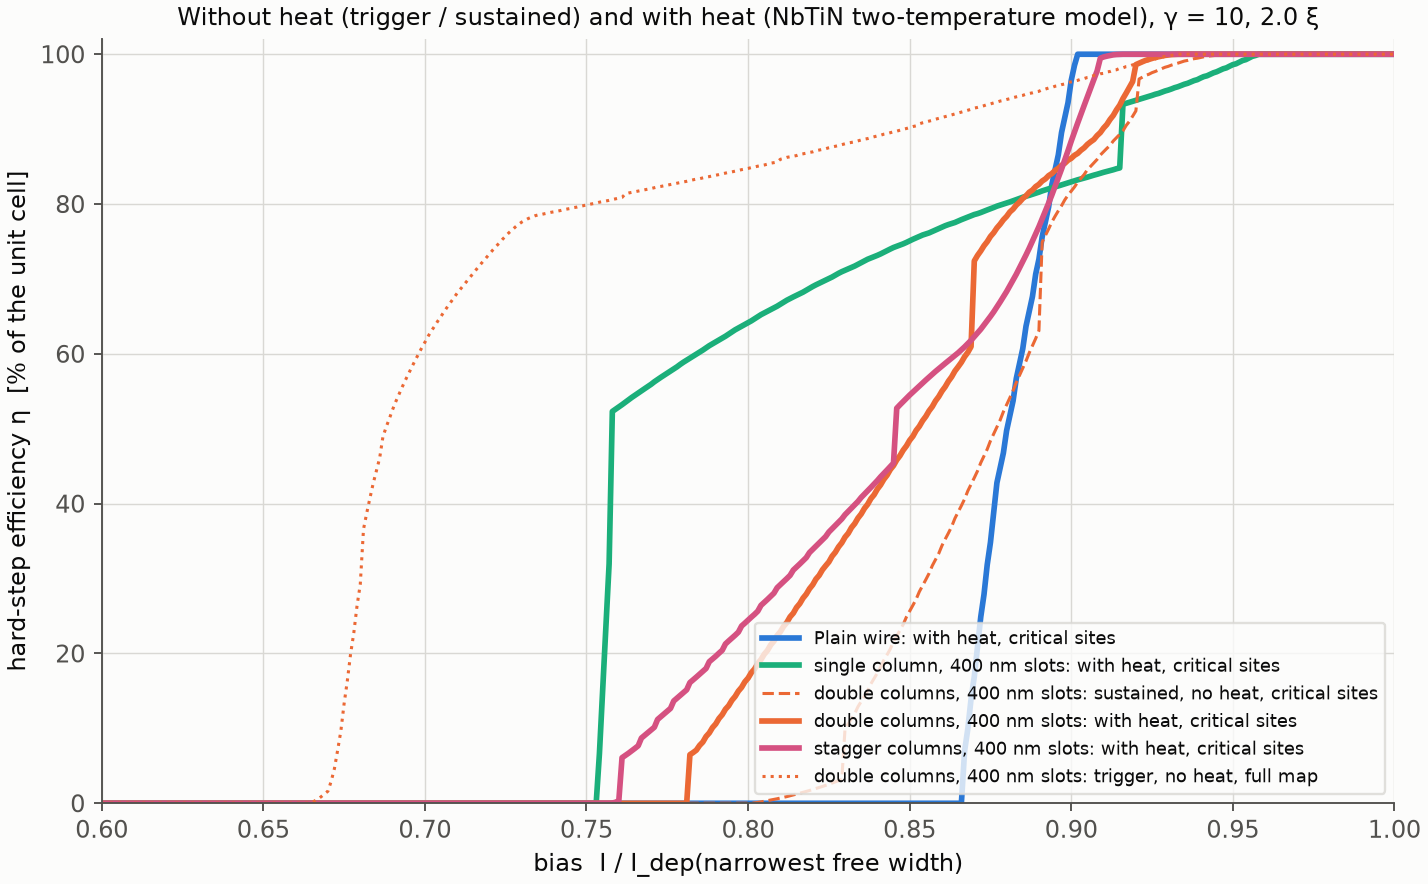 Without heat (trigger / sustained) and with heat (NbTiN two-temperature model), γ = 10, 2.0 ξ
hard-step efficiency η  [% of the unit cell]
100
80
60
40
20
0
Plain wire: with heat, critical sites
single column, 400 nm slots: with heat, critical sites
double columns, 400 nm slots: sustained, no heat, critical sites
double columns, 400 nm slots: with heat, critical sites
stagger columns, 400 nm slots: with heat, critical sites
double columns, 400 nm slots: trigger, no heat, full map
0.60 0.65 0.70 0.75 0.80 0.85 0.90 0.95 1.00
bias  I / I_dep(narrowest free width)